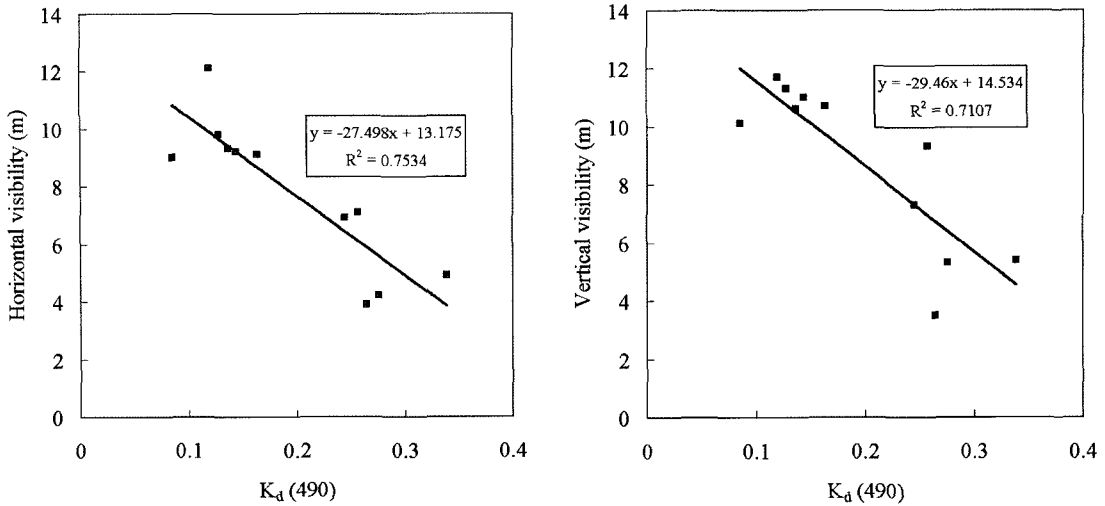 14
12
10
8
6
4
2
0
Horizontal visibility (m)
y = -27.498x + 13.175
R² = 0.7534
0 0.1 0.2 0.3 0.4
K_d (490)
14
12
10
8
6
4
2
0
Vertical visibility (m)
y = -29.46x + 14.534
R² = 0.7107
0 0.1 0.2 0.3 0.4
K_d (490)